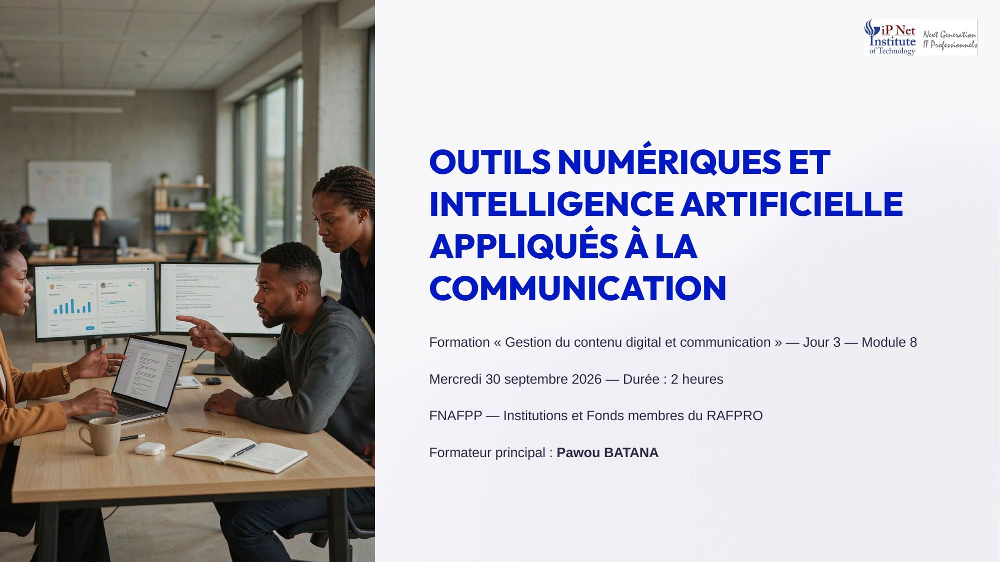 iP Net
Institute
of Technology
Next Generation
IT Professionnels
OUTILS NUMÉRIQUES ET
INTELLIGENCE ARTIFICIELLE
APPLIQUÉS À LA
COMMUNICATION
Formation « Gestion du contenu digital et communication » — Jour 3 — Module 8
Mercredi 30 septembre 2026 — Durée : 2 heures
FNAFPP — Institutions et Fonds membres du RAFPRO
Formateur principal : Pawou BATANA